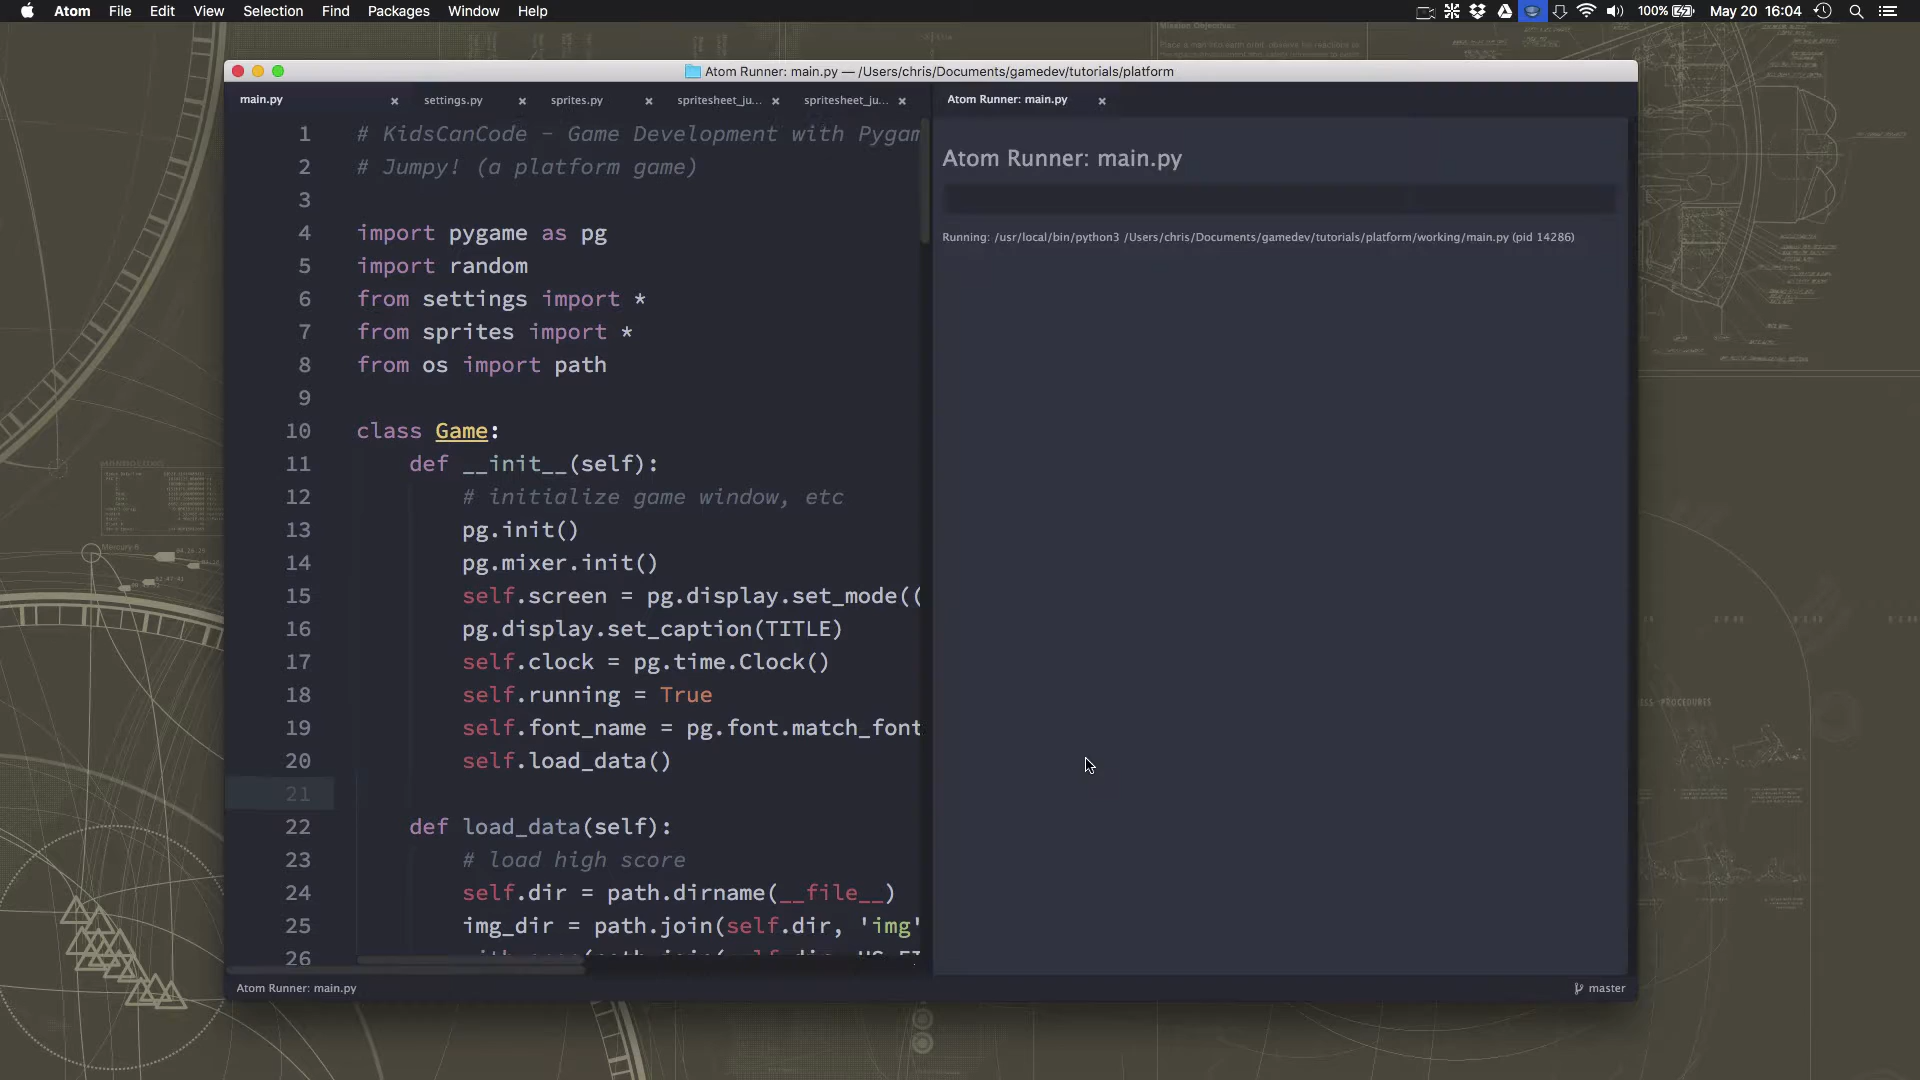 Atom File Edit View Selection Find Packages Window Help
100% May 20 16:04
Atom Runner: main.py — /Users/chris/Documents/gamedev/tutorials/platform
main.py settings.py sprites.py spritesheet_ju... spritesheet_ju... Atom Runner: main.py
1 # KidsCanCode - Game Development with Pygam
2 # Jumpy! (a platform game)
3
4 import pygame as pg
5 import random
6 from settings import *
7 from sprites import *
8 from os import path
9
10 class Game:
11 def __init__(self):
12 # initialize game window, etc
13 pg.init()
14 pg.mixer.init()
15 self.screen = pg.display.set_mode((
16 pg.display.set_caption(TITLE)
17 self.clock = pg.time.Clock()
18 self.running = True
19 self.font_name = pg.font.match_font
20 self.load_data()
21
22 def load_data(self):
23 # load high score
24 self.dir = path.dirname(__file__)
25 img_dir = path.join(self.dir, 'img'
26
Atom Runner: main.py
Running: /usr/local/bin/python3 /Users/chris/Documents/gamedev/tutorials/platform/working/main.py (pid 14286)
Atom Runner: main.py
master